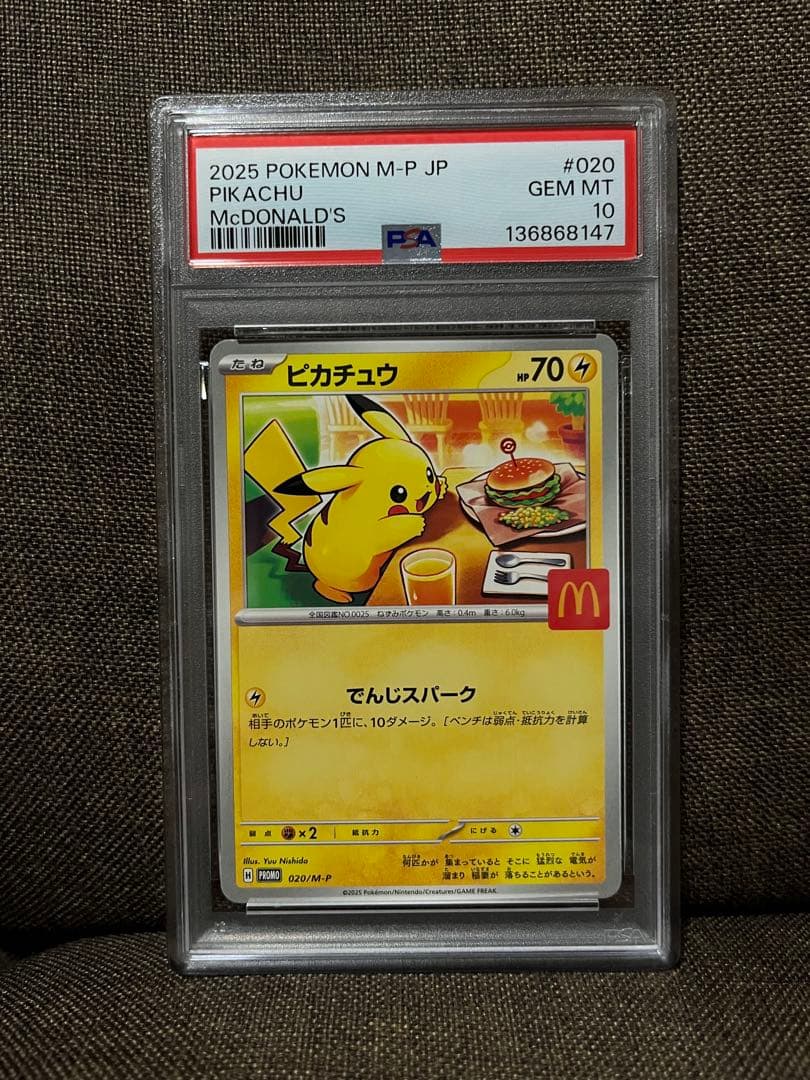 2025 POKEMON M-P JP #020
PIKACHU GEM MT
McDONALD'S 10
PSA 136868147
たね ピカチュウ HP70
M
全国図鑑NO.0025 ねずみポケモン 高さ:0.4m 重さ:6.0kg
でんじスパーク
相手のポケモン1匹に、10ダメージ。[ベンチは弱点・抵抗力を計算
しない。]
弱点 ×2 抵抗力 にげる
Illus. Yuu Nishida
何匹かが 集まっていると そこに 猛烈な 電気が
溜まり 稲妻が 落ちることがあるという。
H PROMO 020/M-P
©2025 Pokémon/Nintendo/Creatures/GAME FREAK.